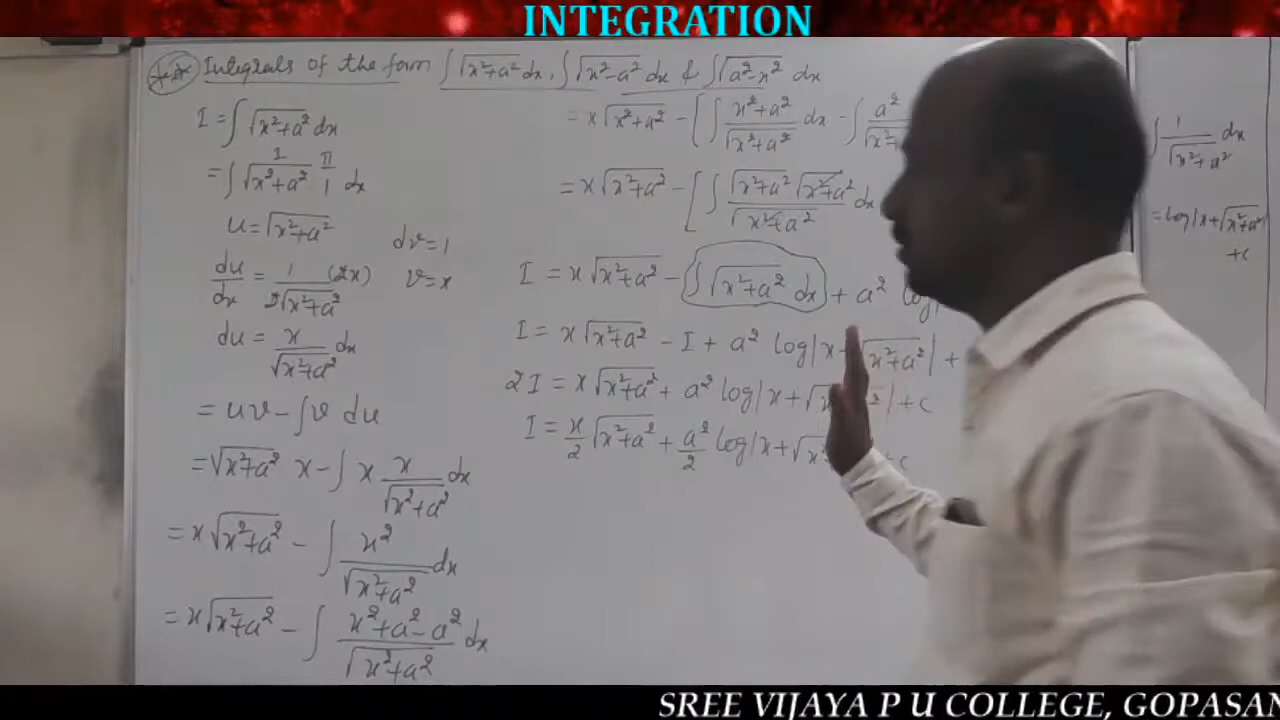 INTEGRATION
** Integrals of the form ∫√x²+a² dx, ∫√x²-a² dx & ∫√a²-x² dx
I = ∫√x²+a² dx
= ∫ √x²+a² 1 dx
u = √x²+a²
dv = 1
du/dx = 1/2√x²+a² (2x)
v = x
du = x/√x²+a² dx
= uv - ∫v du
= √x²+a² x - ∫ x x/√x²+a² dx
= x√x²+a² - ∫ x²/√x²+a² dx
= x√x²+a² - ∫ x²+a²-a²/√x²+a² dx
= x√x²+a² - [∫ x²+a²/√x²+a² dx - ∫ a²/√x²+
= x√x²+a² - [∫ √x²+a² √x²+a²/√x²+a² dx
I = x√x²+a² - ∫√x²+a² dx + a² log|
I = x√x²+a² - I + a² log|x √x²+a²| +
2I = x√x²+a² + a² log|x+√x ²| + c
I = x/2 √x²+a² + a²/2 log|x+√x + c
∫ 1/√x²+a² dx
= log|x+√x²+a²|
+c
SREE VIJAYA P U COLLEGE, GOPASAN